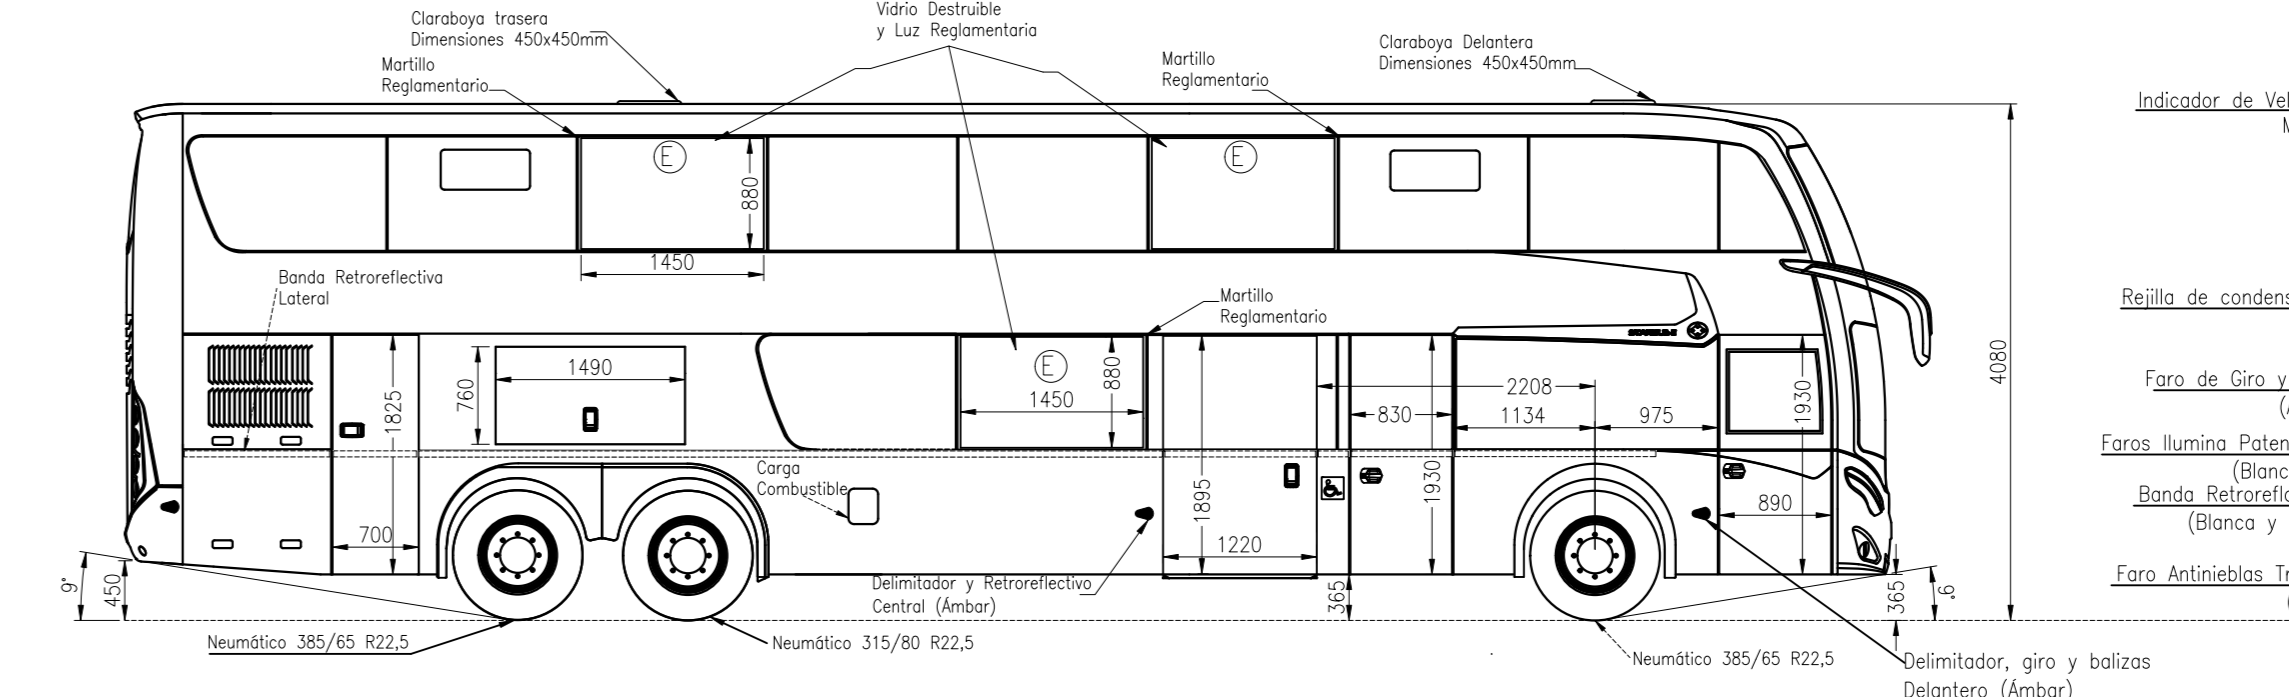 Vidrio Destruible
y Luz Reglamentaria
Claraboya trasera
Dimensiones 450x450mm
Martillo
Reglamentario
Martillo
Reglamentario
Claraboya Delantera
Dimensiones 450x450mm
Indicador de Vel
E
E
880
1450
Banda Retroreflectiva
Lateral
Martillo
Reglamentario
Rejilla de condens
4080
E
1490
760
1825
880
1450
2208
830
1134
975
1930
Faro de Giro y
Faros Ilumina Paten
(Blanc
Banda Retrorefl
(Blanca y
Carga
Combustible
1895
1930
700
1220
890
9°
450
Delimitador y Retroreflectivo
Central (Ámbar)
365
365
9°
Faro Antinieblas Tr
Neumático 385/65 R22,5
Neumático 315/80 R22,5
Neumático 385/65 R22,5
Delimitador, giro y balizas
Delantero (Ámbar)